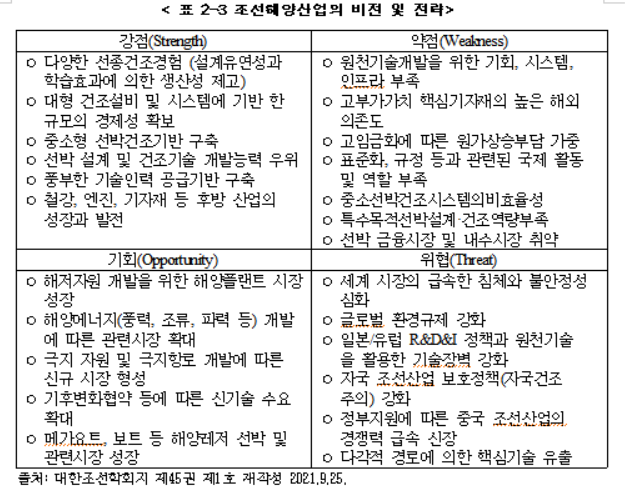 < 표 2-3 조선해양산업의 비전 및 전략>
강점(Strength)
ㅇ 다양한 선종건조경험 (설계유연성과
학습효과에 의한 생산성 제고)
ㅇ 대형 건조설비 및 시스템에 기반 한
규모의 경제성 확보
ㅇ 중소형 선박건조기반 구축
ㅇ 선박 설계 및 건조기술 개발능력 우위
ㅇ 풍부한 기술인력 공급기반 구축
ㅇ 철강, 엔진, 기자재 등 후방 산업의
성장과 발전
약점(Weakness)
ㅇ 원천기술개발을 위한 기회, 시스템,
인프라 부족
ㅇ 고부가가치 핵심기자재의 높은 해외
의존도
ㅇ 고임금화에 따른 원가상승부담 가중
ㅇ 표준화, 규정 등과 관련된 국제 활동
및 역할 부족
ㅇ 중소선박건조시스템의비효율성
ㅇ 특수목적선박설계·건조역량부족
ㅇ 선박 금융시장 및 내수시장 취약
기회(Opportunity)
ㅇ 해저자원 개발을 위한 해양플랜트 시장
성장
ㅇ 해양에너지(풍력, 조류, 파력 등) 개발
에 따른 관련시장 확대
ㅇ 극지 자원 및 극지항로 개발에 따른
신규 시장 형성
ㅇ 기후변화협약 등에 따른 신기술 수요
확대
ㅇ 메가요트, 보트 등 해양레저 선박 및
관련시장 성장
위협(Threat)
ㅇ 세계 시장의 급속한 침체와 불안정성
심화
ㅇ 글로벌 환경규제 강화
ㅇ 일본/유럽 R&D&I 정책과 원천기술
을 활용한 기술장벽 강화
ㅇ 자국 조선산업 보호정책(자국건조
주의) 강화
ㅇ 정부지원에 따른 중국 조선산업의
경쟁력 급속 신장
ㅇ 다각적 경로에 의한 핵심기술 유출
출처: 대한조선학회지 제45권 제1호 재작성 2021.9.25.